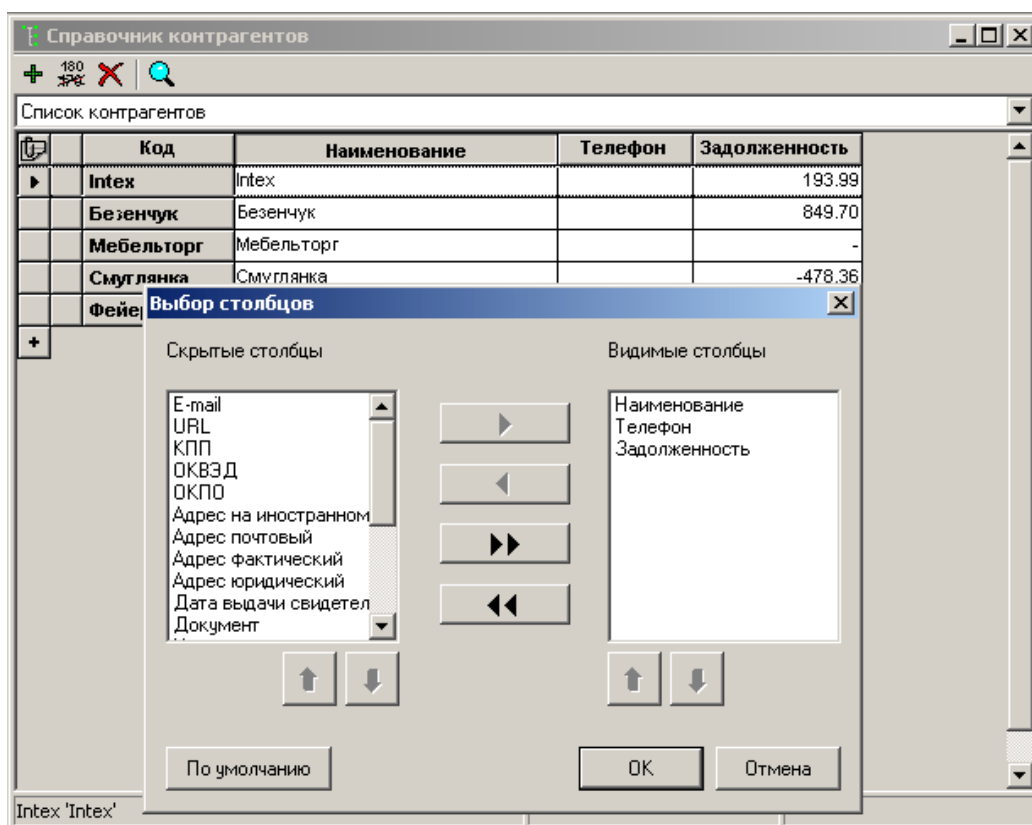 Справочник контрагентов
180
Список контрагентов
Код Наименование Телефон Задолженность
Intex Intex 193.99
Безенчук Безенчук 849.70
Мебельторг Мебельторг -
Смуглянка Смуглянка -478.36
Фейе
Выбор столбцов
Скрытые столбцы Видимые столбцы
E-mail Наименование
URL Телефон
КПП Задолженность
ОКВЭД
ОКПО
Адрес на иностранном
Адрес почтовый
Адрес фактический
Адрес юридический
Дата выдачи свидетел
Документ
По умолчанию OK Отмена
Intex 'Intex'